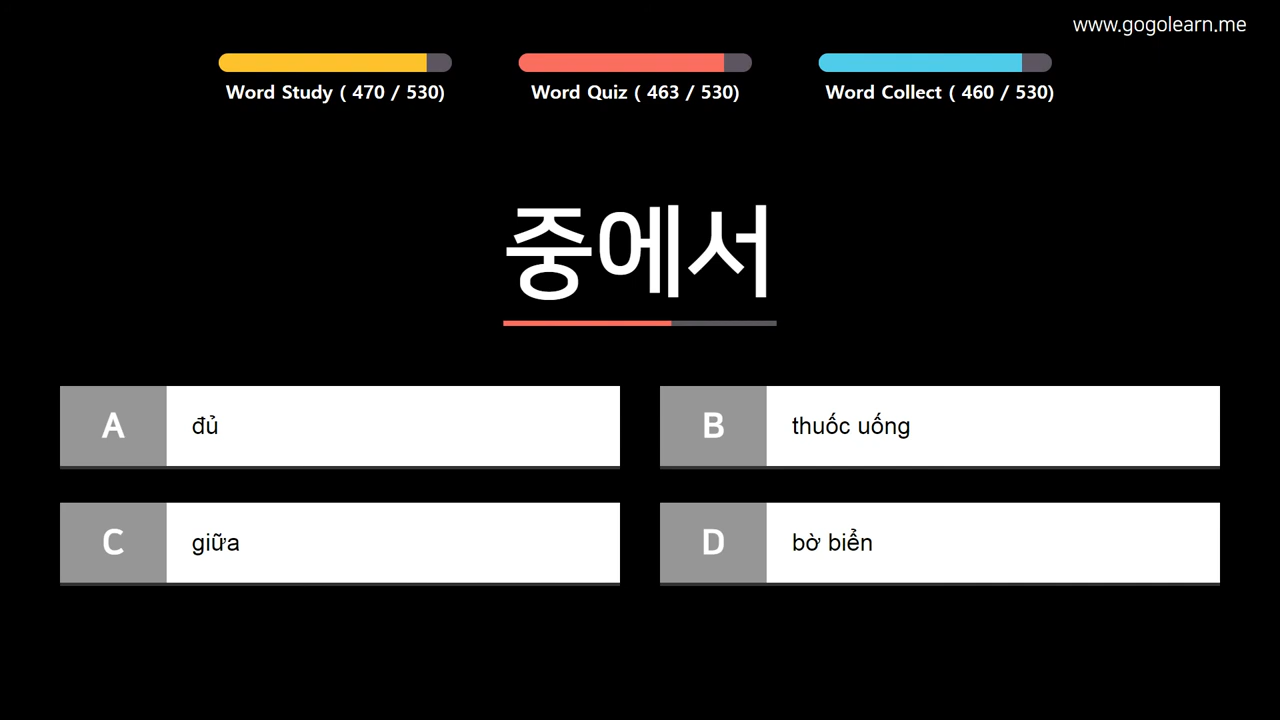 www.gogolearn.me
Word Study ( 470 / 530)
Word Quiz ( 463 / 530)
Word Collect ( 460 / 530)
중에서
A đủ
B thuốc uống
C giữa
D bờ biển